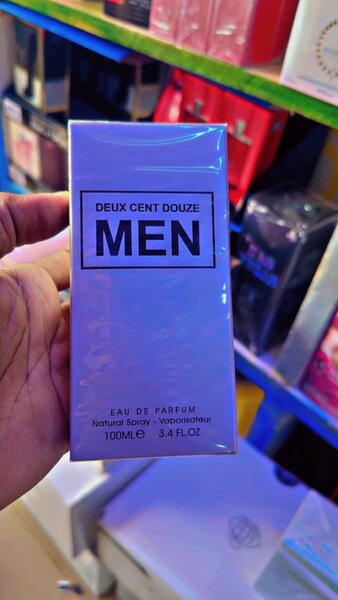 DEUX CENT DOUZE
MEN
EAU DE PARFUM
Natural Spray - Vaporisateur
100ML℮ 3.4 FL.OZ